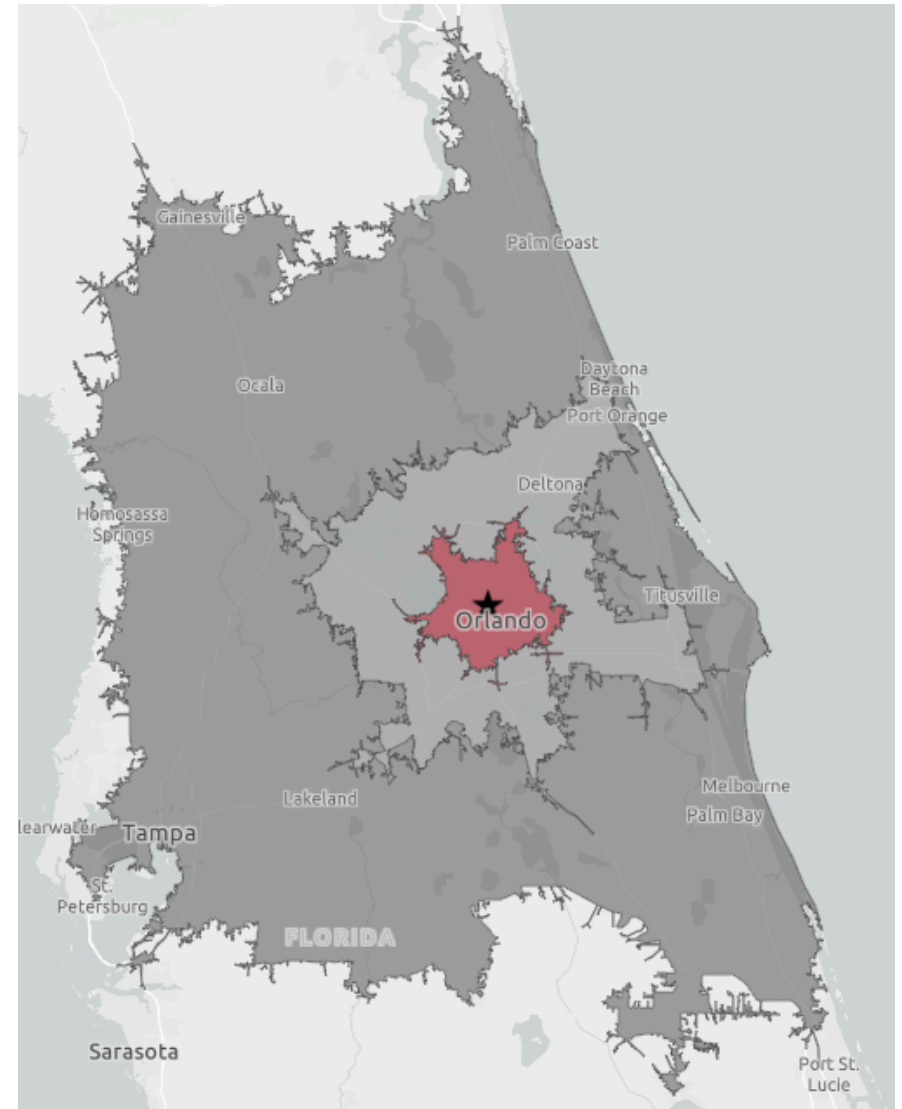 Gainesville
Palm Coast
Ocala
Daytona
Beach
Port Orange
Deltona
Homosassa
Springs
Titusville
Orlando
Melbourne
Lakeland
Palm Bay
learwater
Tampa
St.
Petersburg
FLORIDA
Sarasota
Port St.
Lucie